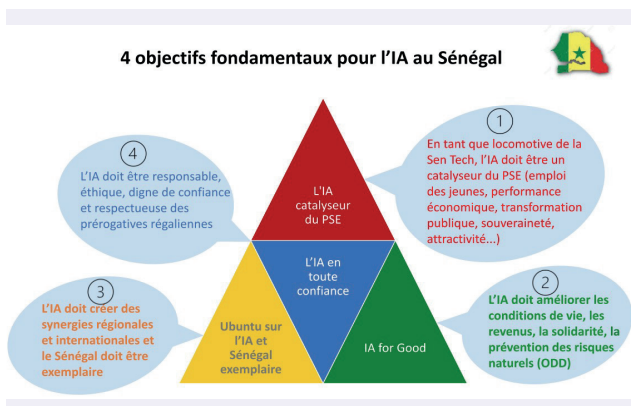 4 objectifs fondamentaux pour l'IA au Sénégal
1
En tant que locomotive de la
Sen Tech, l'IA doit être un
catalyseur du PSE (emploi
des jeunes, performance
économique, transformation
publique, souveraineté,
attractivité...)
4
L'IA doit être responsable,
éthique, digne de confiance
et respectueuse des
prérogatives régaliennes
L'IA
catalyseur
du PSE
L'IA en
toute
confiance
3
L'IA doit créer des
synergies régionales
et internationales et
le Sénégal doit être
exemplaire
Ubuntu sur
l'IA et
Sénégal
exemplaire
IA for Good
2
L'IA doit améliorer les
conditions de vie, les
revenus, la solidarité, la
prévention des risques
naturels (ODD)